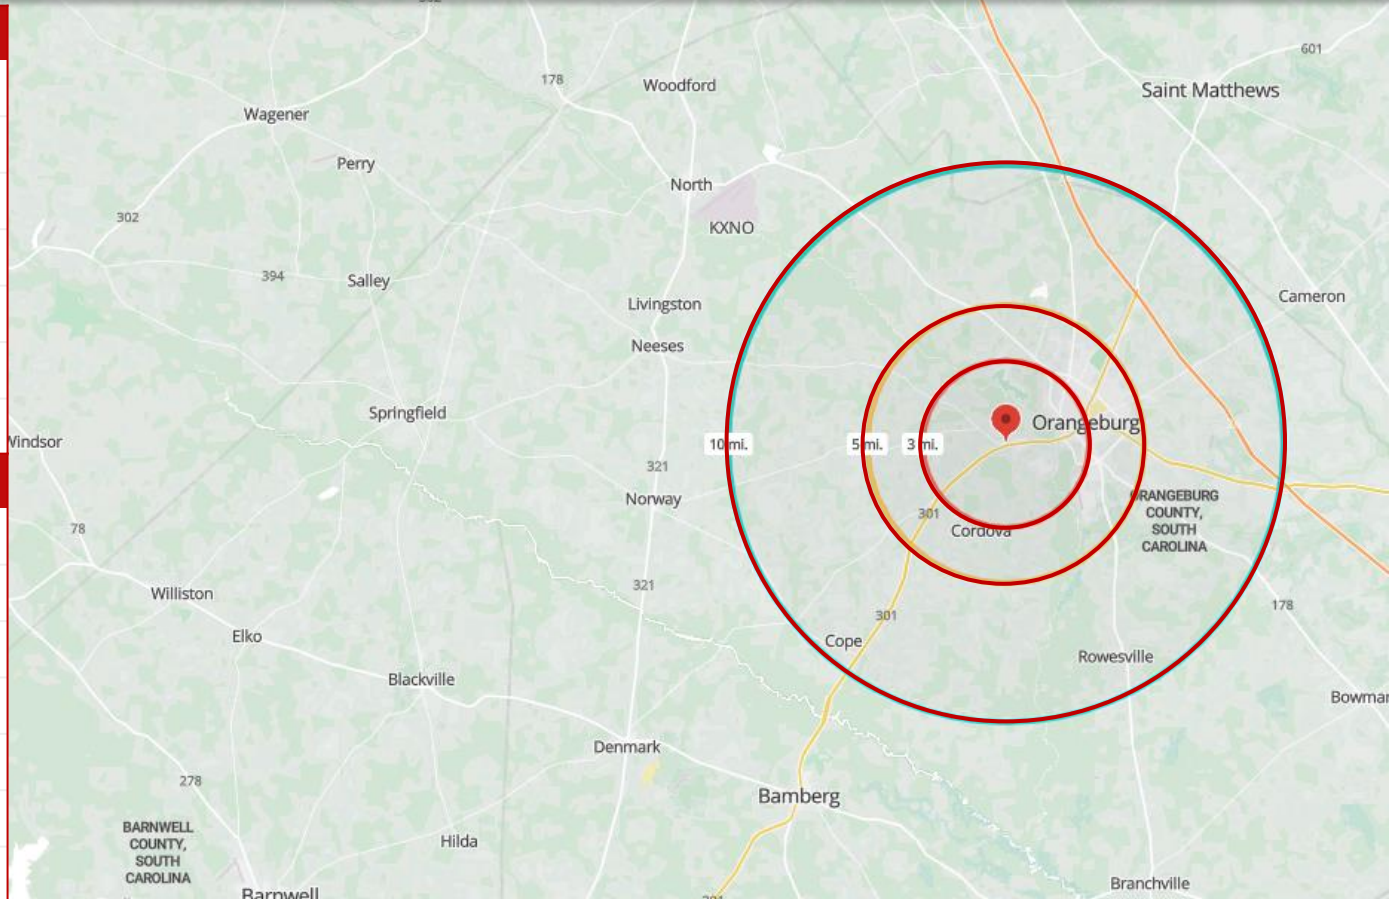 601
178
Woodford
Saint Matthews
Wagener
Perry
North
302
KXNO
394
Salley
Livingston
Cameron
Neeses
Springfield
Orangeburg
Windsor
10 mi.
5 mi.
3 mi.
321
Norway
ORANGEBURG
COUNTY,
SOUTH
CAROLINA
301
Cordova
78
321
Williston
178
301
Elko
Cope
Rowesville
Blackville
Bowman
Denmark
278
Bamberg
BARNWELL
COUNTY,
SOUTH
CAROLINA
Hilda
Branchville
Barnwell